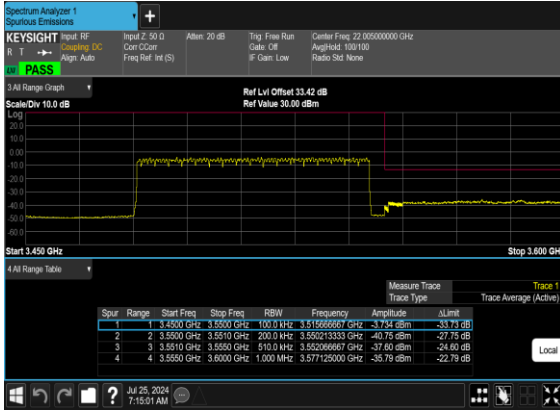 Spectrum Analyzer 1
Spurious Emissions
+
KEYSIGHT Input: RF Input Z: 50 Ω Atten: 20 dB Trig: Free Run Center Freq: 22.005000000 GHz
R T Coupling: DC Corr CCorr Gate: Off Avg|Hold: 100/100
Align: Auto Freq Ref: Int (S) IF Gain: Low Radio Std: None
PASS
3 All Range Graph
Ref Lvl Offset 33.42 dB
Scale/Div 10.0 dB Ref Value 30.00 dBm
Log
20.0
10.0
0.00
-10.0
-20.0
-30.0
-40.0
-50.0
-60.0
Start 3.450 GHz Stop 3.600 GH
4 All Range Table
Measure Trace Trace 1
Trace Type Trace Average (Active)
Spur Range Start Freq Stop Freq RBW Frequency Amplitude ΔLimit
1 1 3.4500 GHz 3.5500 GHz 100.0 kHz 3.515666667 GHz -3.734 dBm -33.73 dB
2 2 3.5500 GHz 3.5510 GHz 200.0 kHz 3.550213333 GHz -40.75 dBm -27.75 dB
3 3 3.5510 GHz 3.5550 GHz 510.0 kHz 3.552066667 GHz -37.60 dBm -24.60 dB
4 4 3.5550 GHz 3.6000 GHz 1.000 MHz 3.577125000 GHz -35.79 dBm -22.79 dB
Local
?
Jul 25, 2024
7:15:01 AM